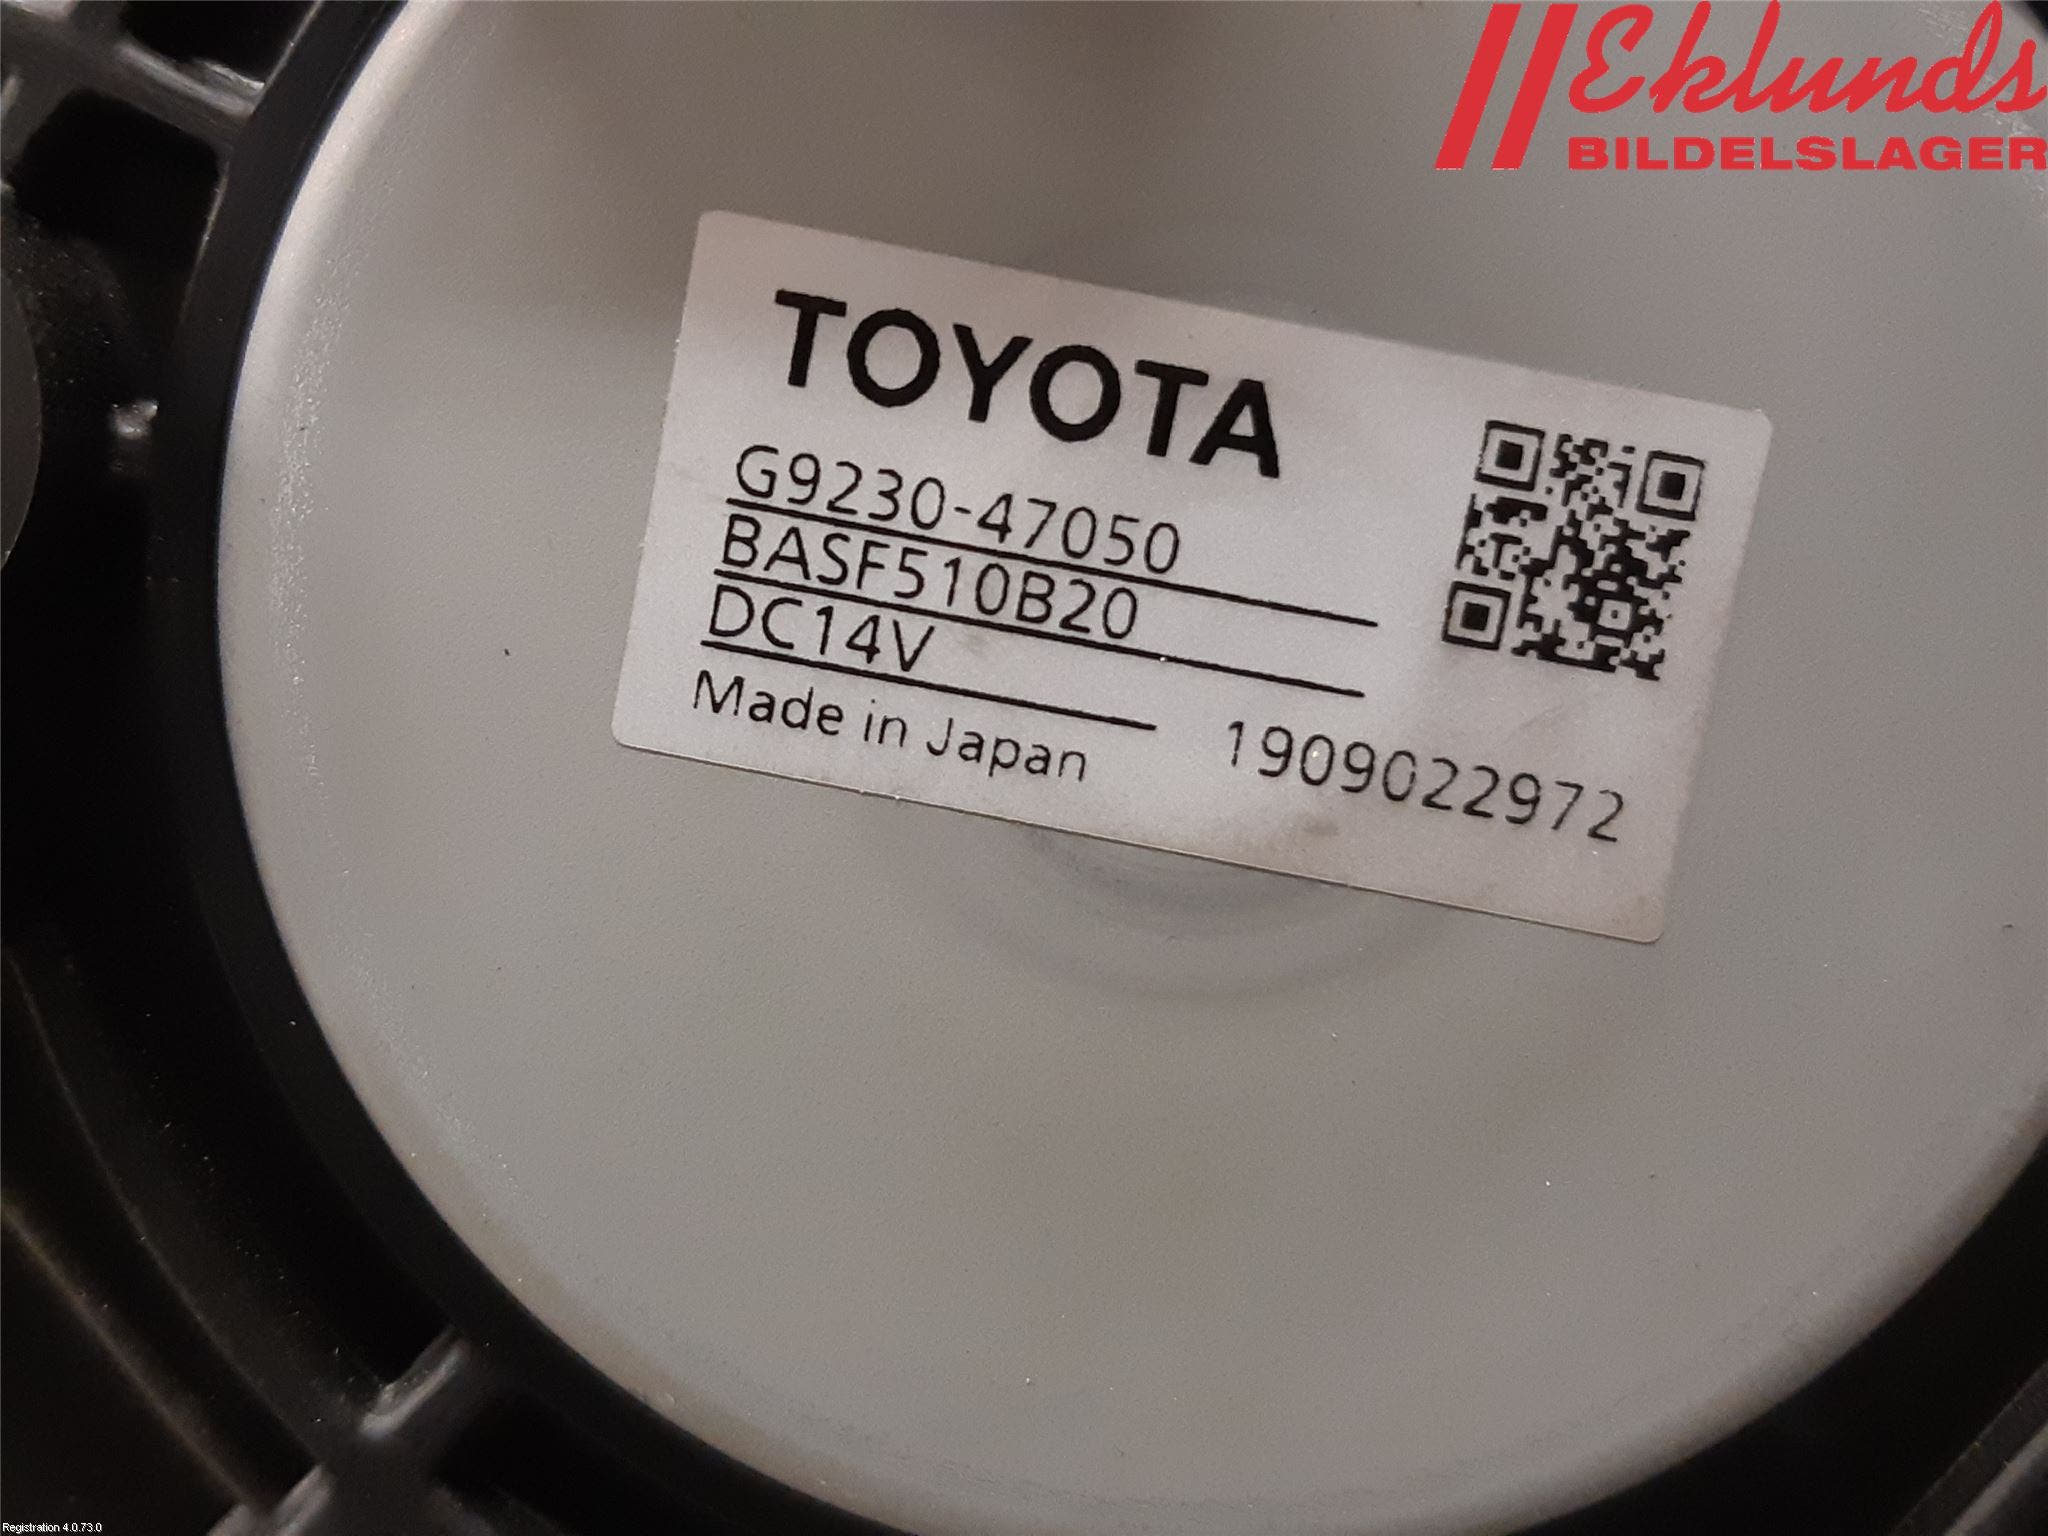 Eklunds
BILDELSLAGER
TOYOTA
G9230-47050
BASF510B20
DC14V
Made in Japan
1909022972
Registration 4.0.73.0